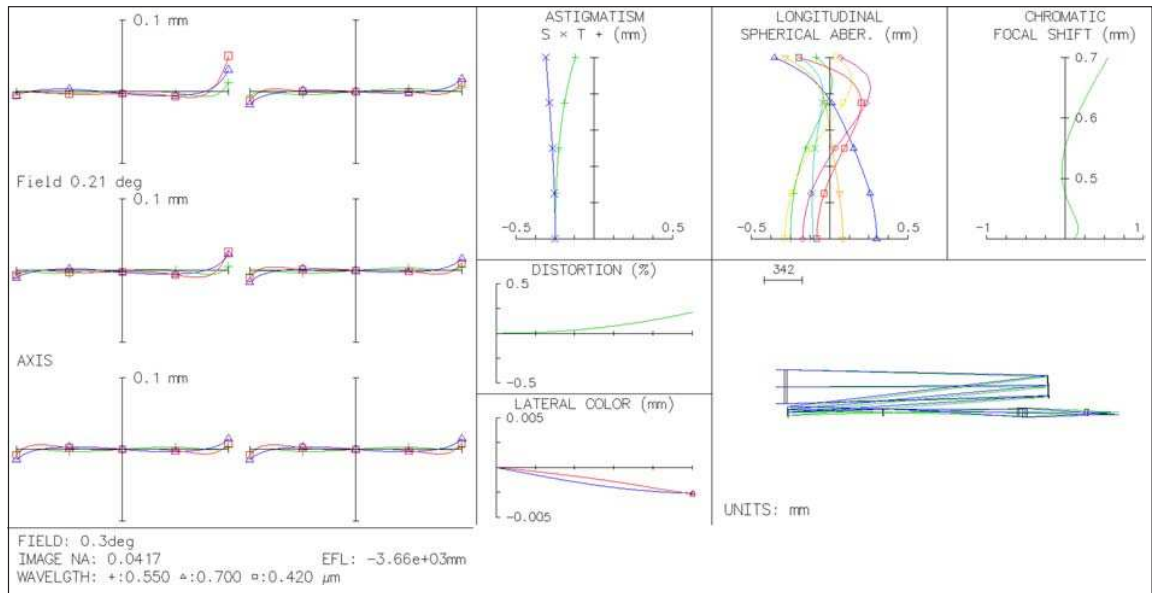 0.1 mm
Field 0.21 deg
0.1 mm
AXIS
0.1 mm
ASTIGMATISM
S × T + (mm)
-0.5
0.5
LONGITUDINAL
SPHERICAL ABER. (mm)
-0.5
0.5
CHROMATIC
FOCAL SHIFT (mm)
0.7
0.6
0.5
-1
1
DISTORTION (%)
0.5
-0.5
LATERAL COLOR (mm)
0.005
-0.005
342
UNITS: mm
FIELD: 0.3deg
IMAGE NA: 0.0417 EFL: -3.66e+03mm
WAVELGTH: +:0.550 ▵:0.700 ▫:0.420 µm